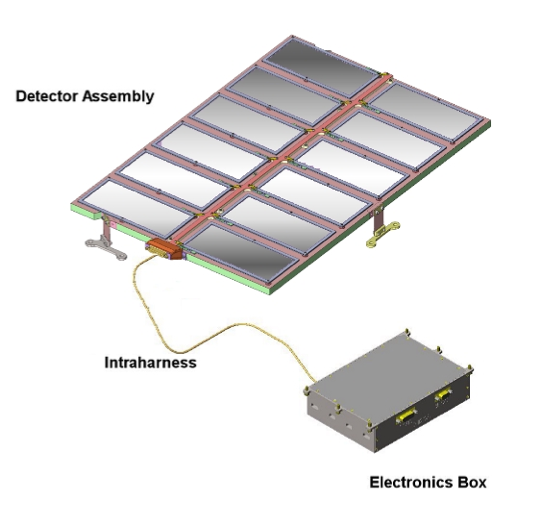 Detector Assembly
Intraharness
Electronics Box